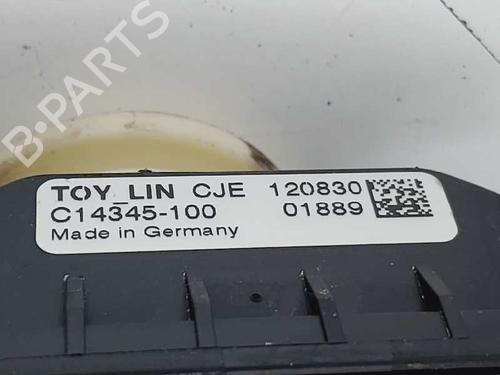 B-PARTS
TOY_LIN CJE 120830
C14345-100 01889
Made in Germany